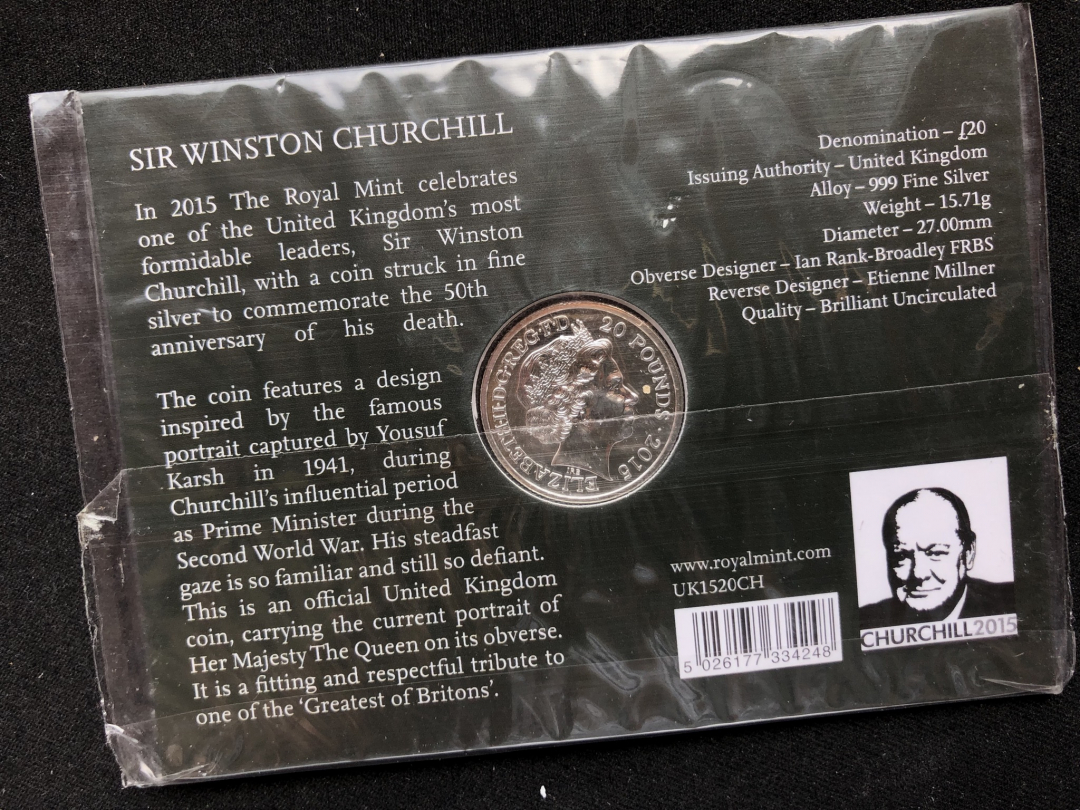 SIR WINSTON CHURCHILL
In 2015 The Royal Mint celebrates
one of the United Kingdom's most
formidable leaders, Sir Winston
Churchill, with a coin struck in fine
silver to commemorate the 50th
anniversary of his death.
The coin features a design
inspired by the famous
portrait captured by Yousuf
Karsh in 1941, during
Churchill's influential period
as Prime Minister during the
Second World War. His steadfast
gaze is so familiar and still so defiant.
This is an official United Kingdom
coin, carrying the current portrait of
Her Majesty The Queen on its obverse.
It is a fitting and respectful tribute to
one of the 'Greatest of Britons'.
Denomination – £20
Issuing Authority – United Kingdom
Alloy – 999 Fine Silver
Weight – 15.71g
Diameter – 27.00mm
Obverse Designer – Ian Rank-Broadley FRBS
Reverse Designer – Etienne Millner
Quality – Brilliant Uncirculated
ELIZABETH·II·D·G·REG·F·D· 20 POUNDS · 2015
IRB
www.royalmint.com
UK1520CH
5 026177 334248
CHURCHILL2015